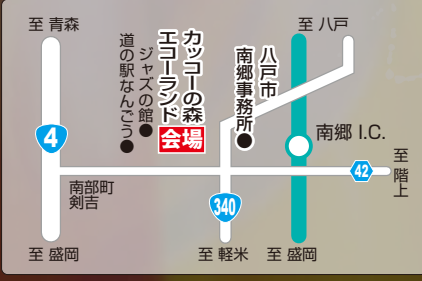 至 青森
至 八戸
カッコーの森
エコーランド
会場
ジャズの館
道の駅なんごう
八戸市
南郷事務所
南郷 I.C.
4
42
至 階上
南部町
剣吉
340
至 盛岡
至 軽米
至 盛岡